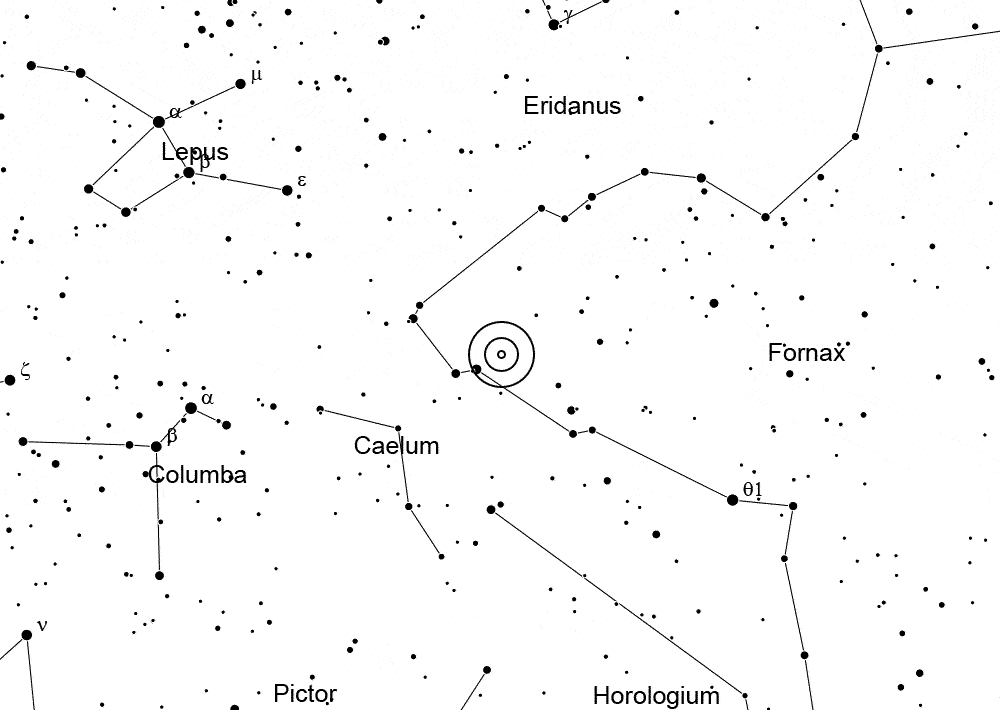 γ
μ
Eridanus
α
Lepus
β
ε
Fornax
ζ
α
β
Caelum
Columba
θ1
ν
Pictor
Horologium